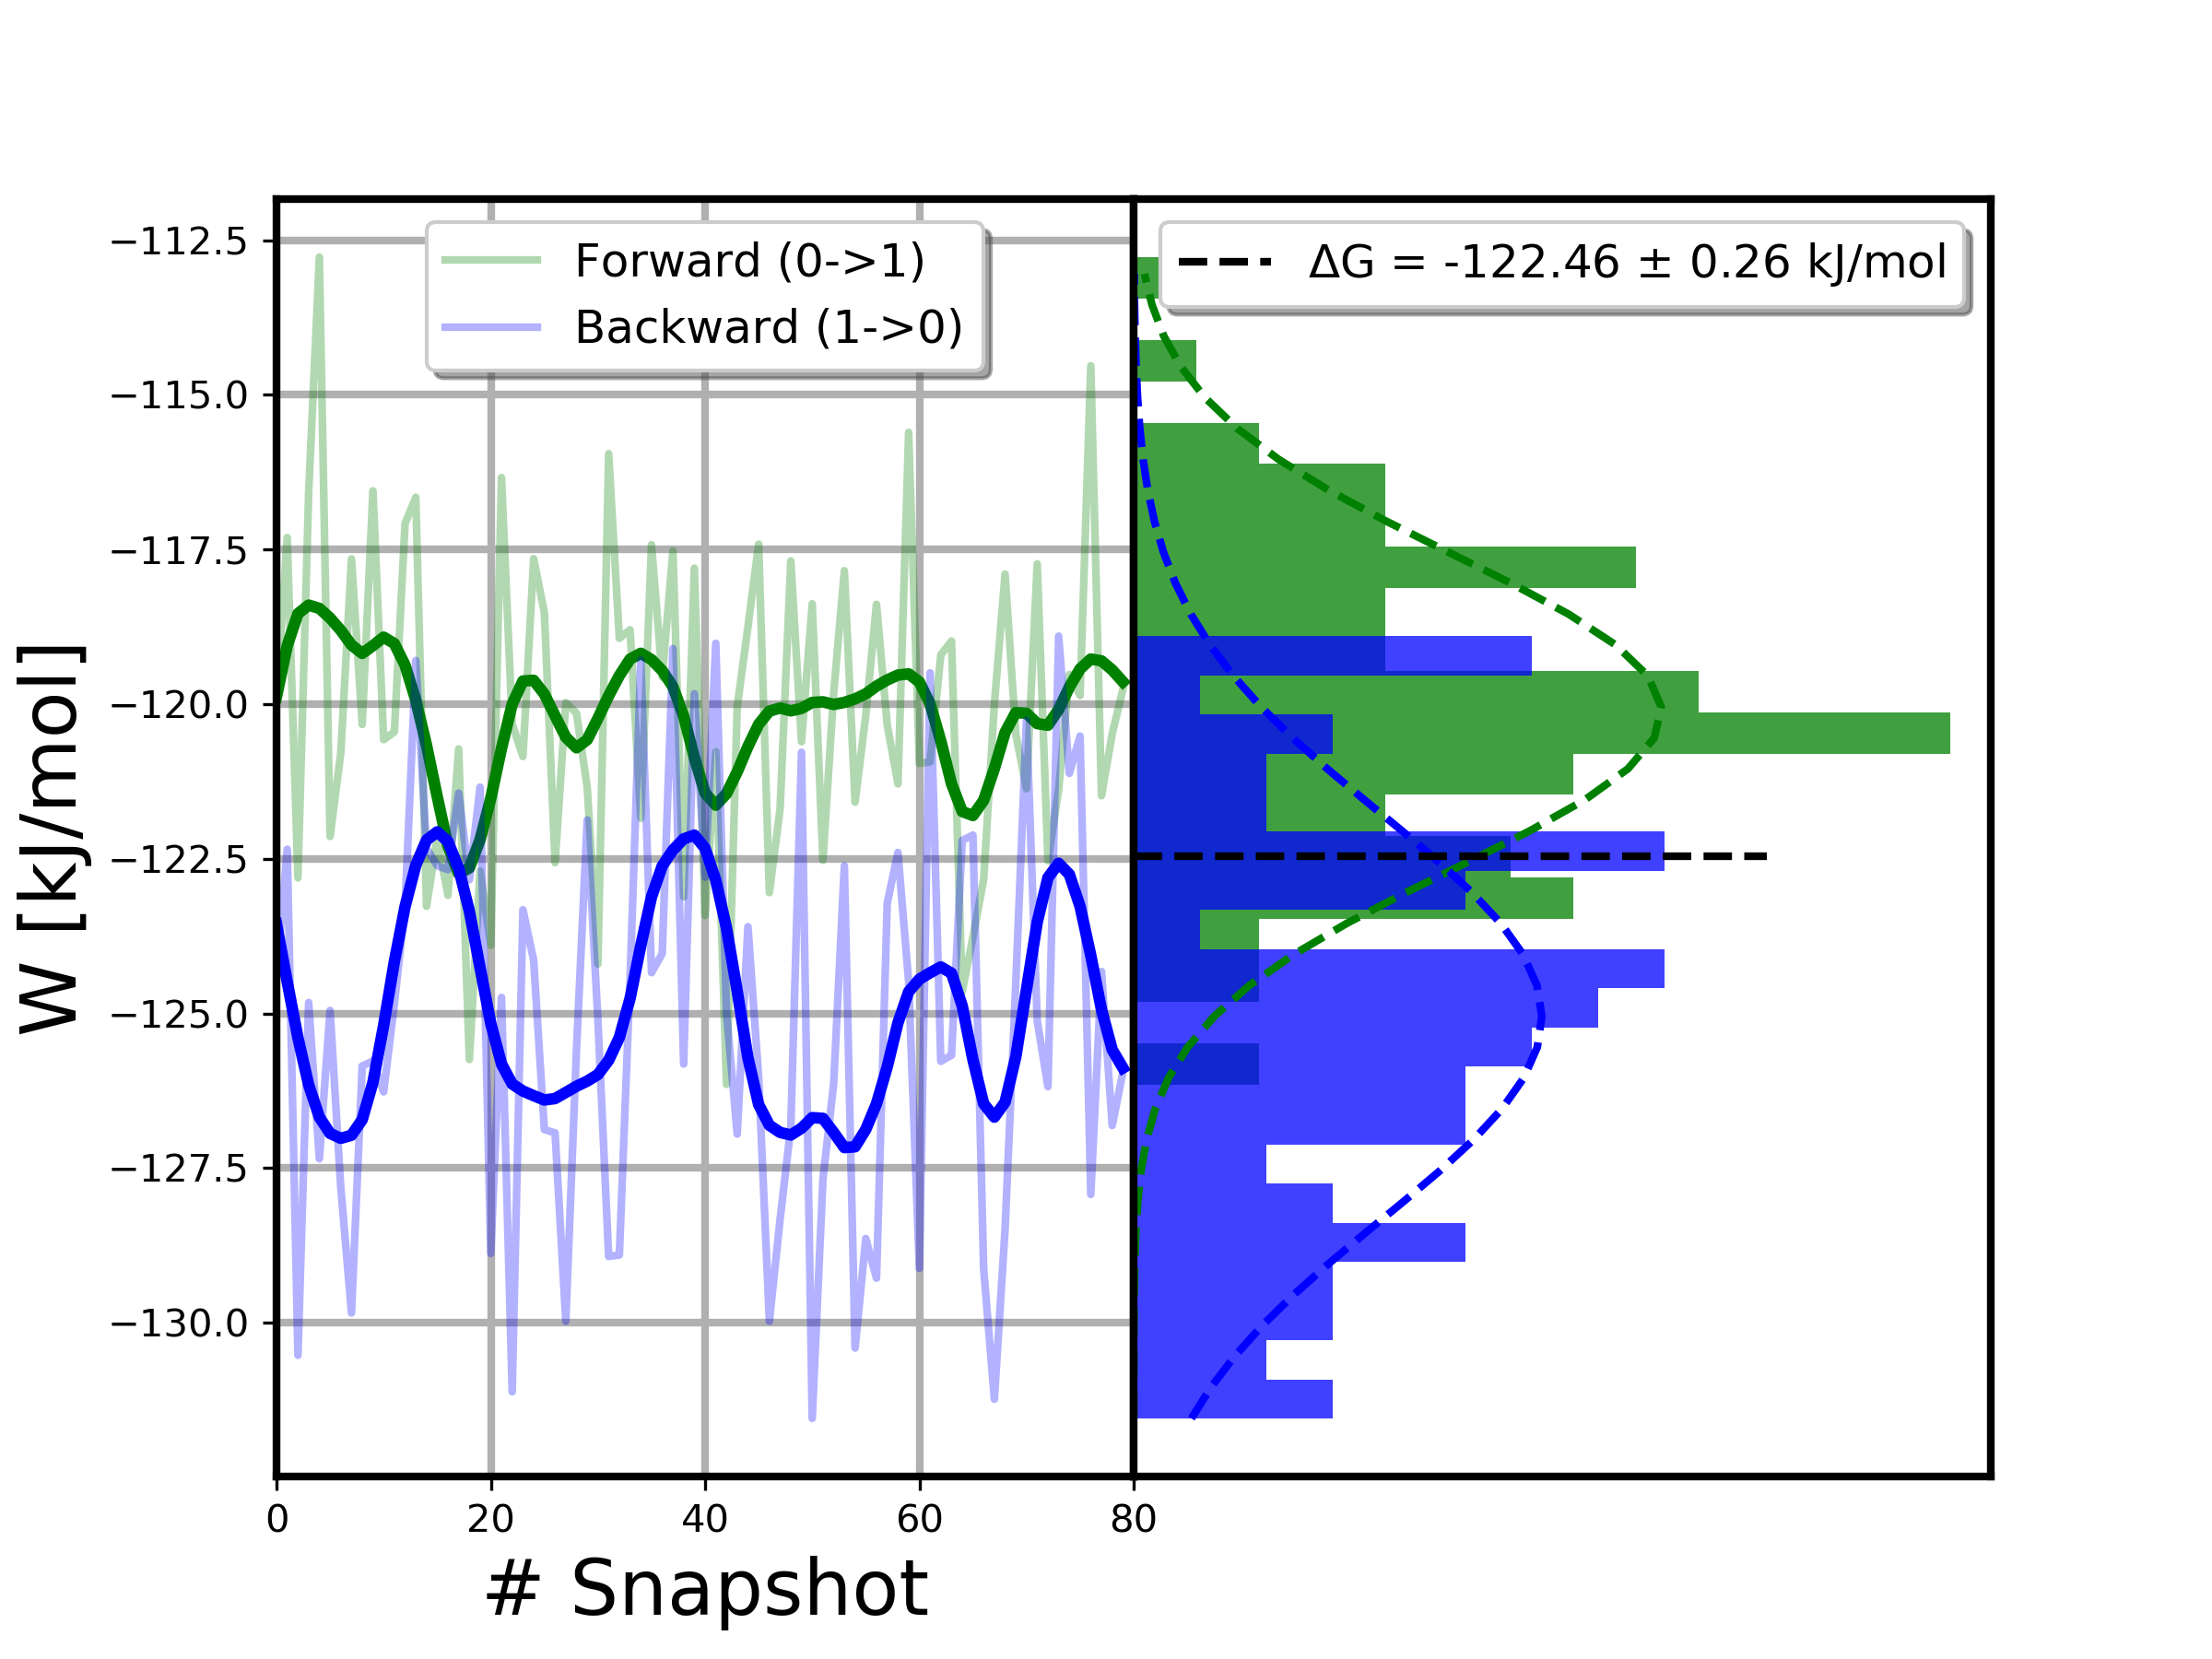 Forward (0->1)
Backward (1->0)
ΔG = -122.46 ± 0.26 kJ/mol
W [kJ/mol]
−112.5
−115.0
−117.5
−120.0
−122.5
−125.0
−127.5
−130.0
0 20 40 60 80
# Snapshot